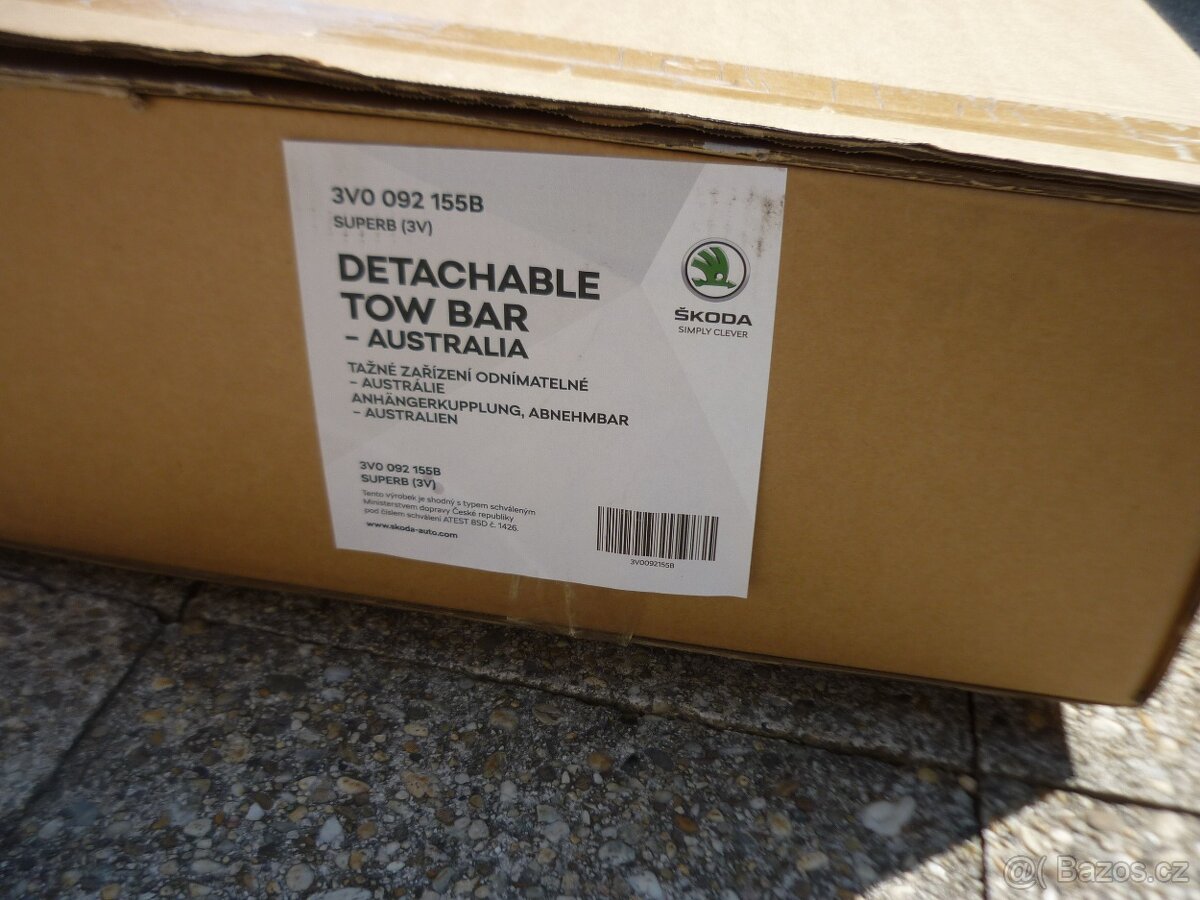 3V0 092 155B
SUPERB (3V)
DETACHABLE
TOW BAR
– AUSTRALIA
TAŽNÉ ZAŘÍZENÍ ODNÍMATELNÉ
– AUSTRÁLIE
ANHÄNGERKUPPLUNG, ABNEHMBAR
– AUSTRALIEN
ŠKODA
SIMPLY CLEVER
3V0 092 155B
SUPERB (3V)
Tento výrobek je shodný s typem schváleným
Ministerstvem dopravy České republiky
pod číslem schválení ATEST 8SD č. 1426.
www.skoda-auto.com
3V0092155B
@( Bazos.cz